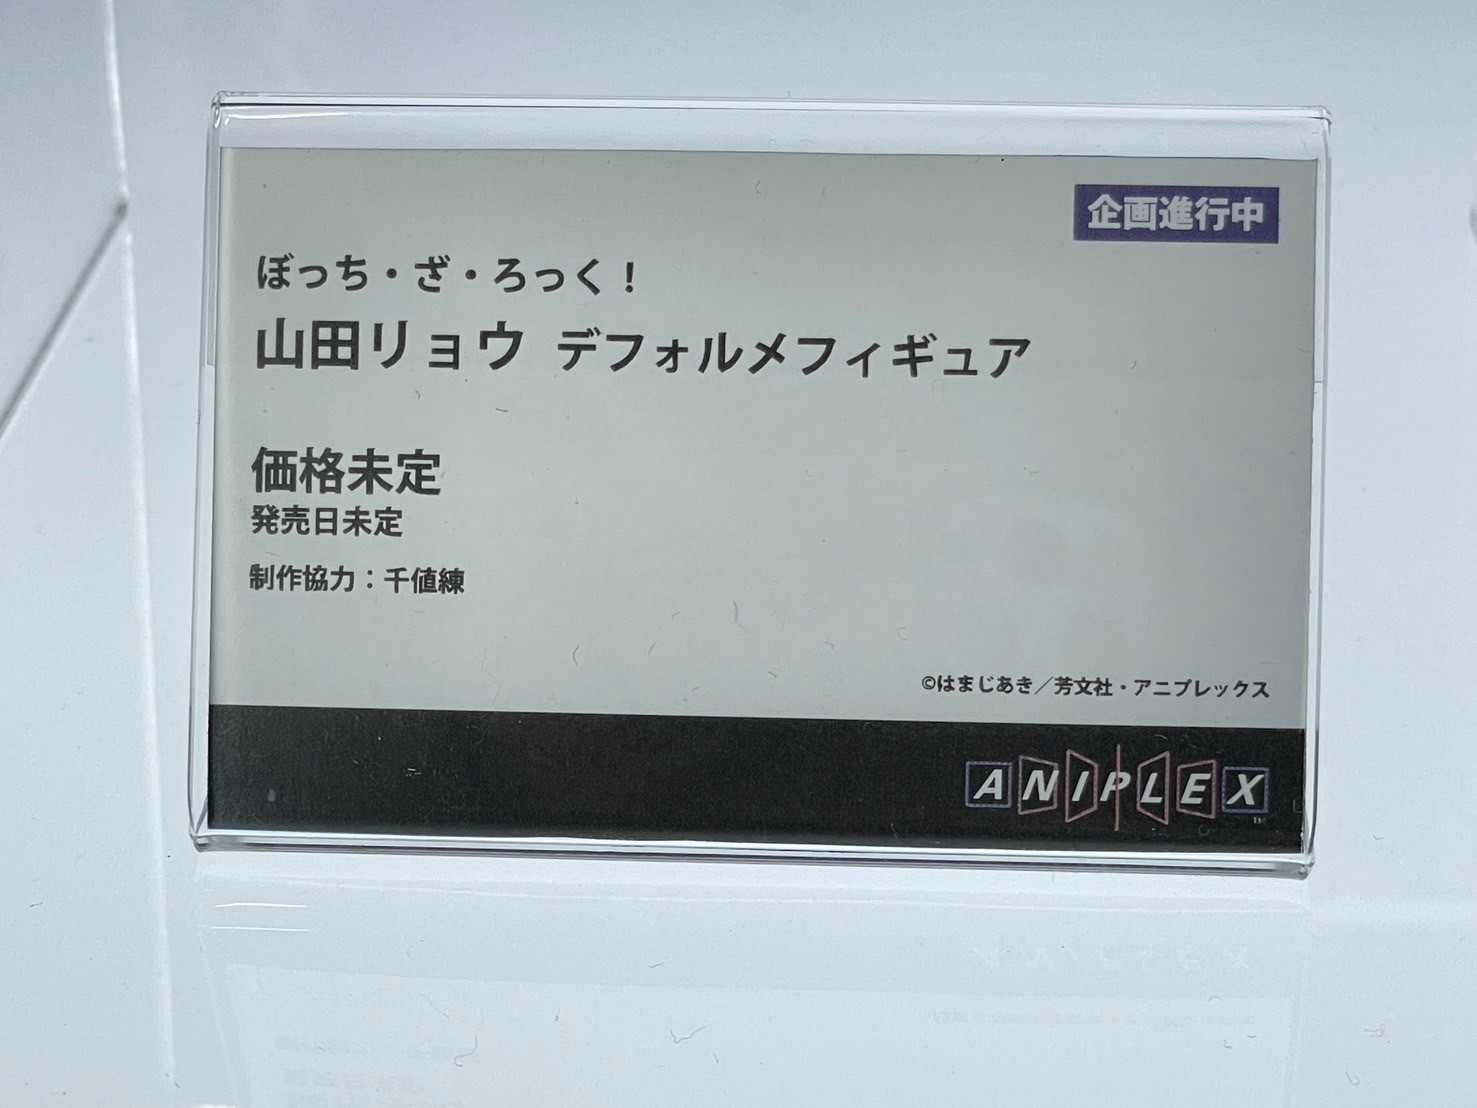 企画進行中
ぼっち・ざ・ろっく！
山田リョウ デフォルメフィギュア
価格未定
発売日未定
制作協力：千値練
©はまじあき／芳文社・アニプレックス
ANIPLEX
TM